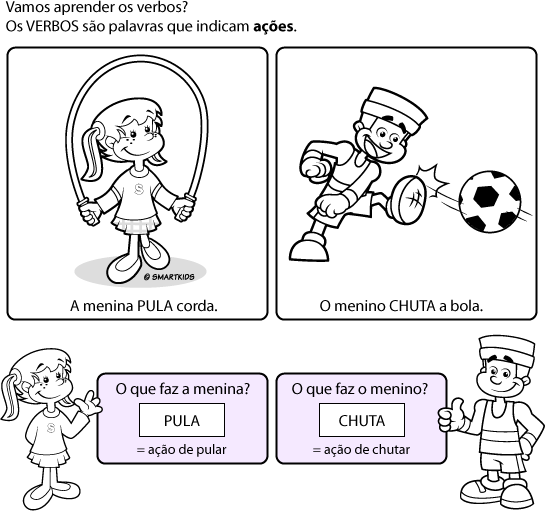 Vamos aprender os verbos?
Os VERBOS são palavras que indicam ações.
S
© SMARTKIDS
A menina PULA corda.
O menino CHUTA a bola.
O que faz a menina?
PULA
= ação de pular
O que faz o menino?
CHUTA
= ação de chutar
S